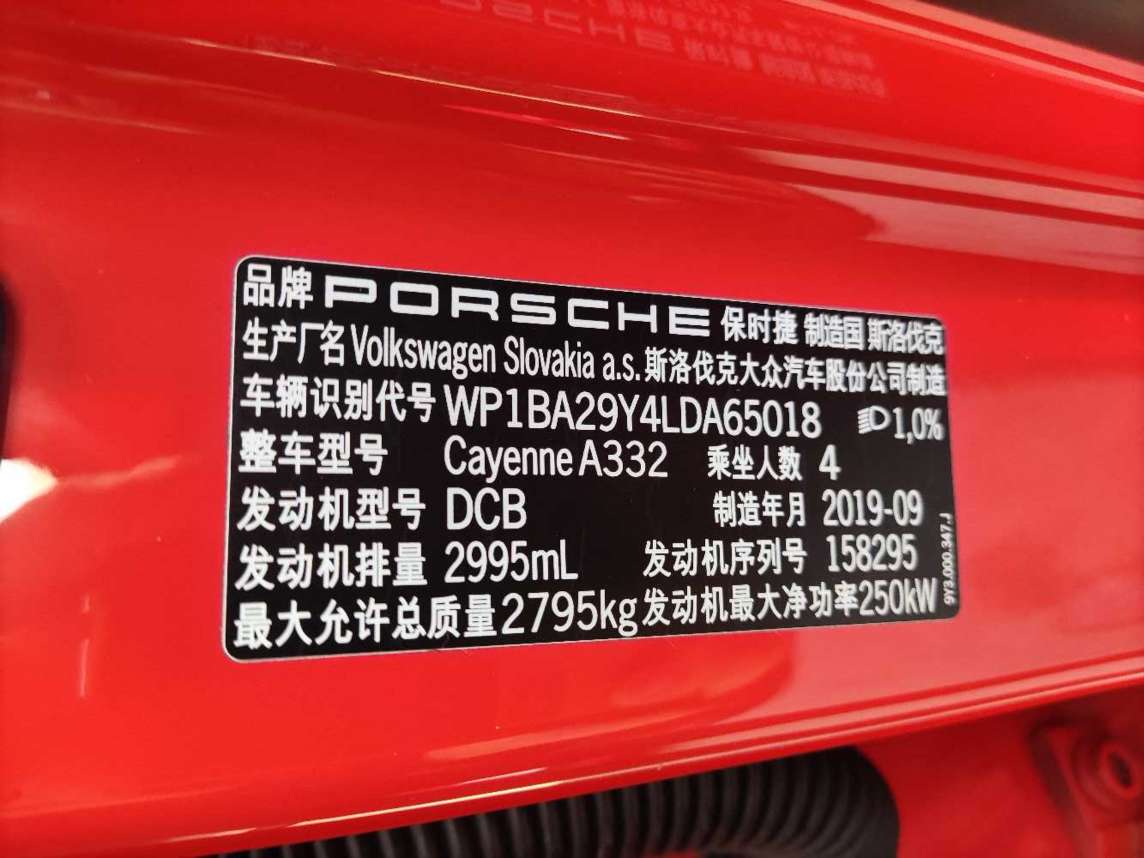 品牌 PORSCHE 保时捷 制造国 斯洛伐克
生产厂名 Volkswagen Slovakia a.s. 斯洛伐克大众汽车股份公司制造
车辆识别代号 WP1BA29Y4LDA65018 1,0%
整车型号 Cayenne A332 乘坐人数 4
发动机型号 DCB 制造年月 2019-09
发动机排量 2995mL 发动机序列号 158295
最大允许总质量 2795kg 发动机最大净功率 250kW
9Y3.000.347.J